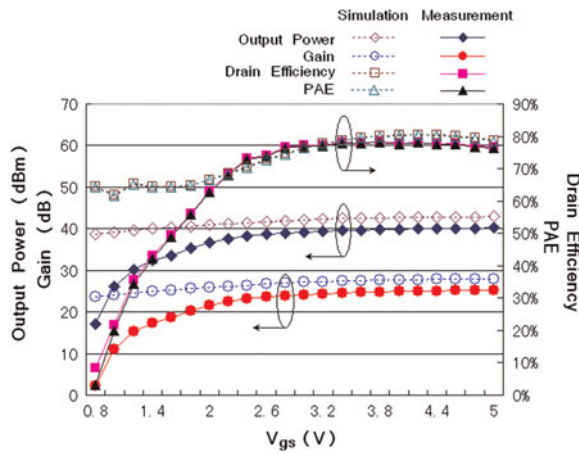 Simulation Measurement
Output Power
Gain
Drain Efficiency
PAE
Output Power (dBm)
Gain (dB)
70
60
50
40
30
20
10
0
90%
80%
70%
60%
50%
40%
30%
20%
10%
0%
Drain Efficiency
PAE
0.8 1.4 2 2.6 3.2 3.8 4.4 5
Vgs (V)